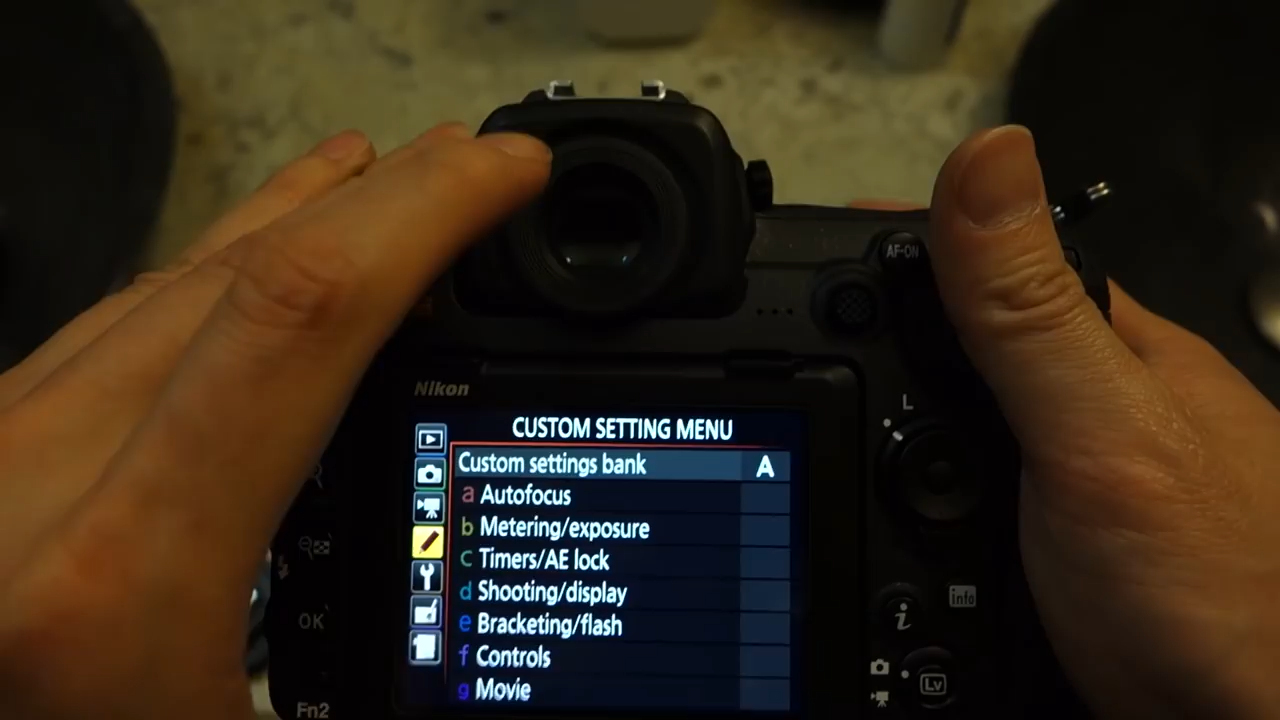 AF-ON
Nikon
L
CUSTOM SETTING MENU
Custom settings bank A
a Autofocus
b Metering/exposure
c Timers/AE lock
d Shooting/display
e Bracketing/flash
f Controls
g Movie
info
i
OK
Lv
Fn2